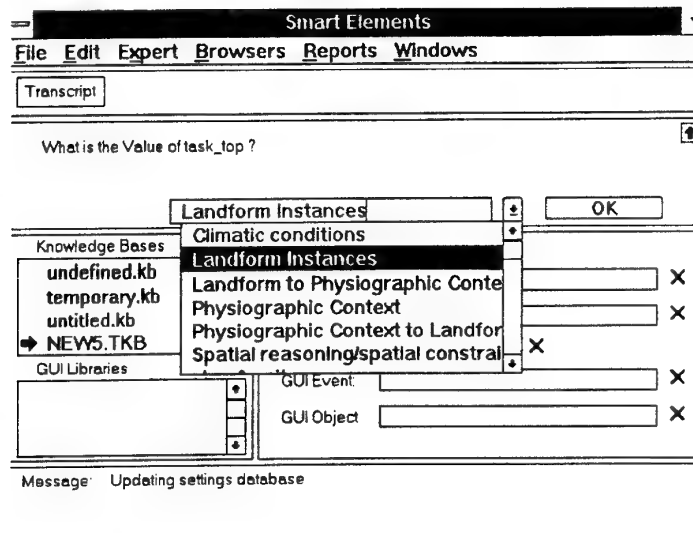 Smart Elements
File Edit Expert Browsers Reports Windows
Transcript
What is the Value of task_top ?
Landform Instances
OK
Climatic conditions
Landform Instances
Landform to Physiographic Conte
Physiographic Context
Physiographic Context to Landfor
Spatial reasoning/spatial constrai
Knowledge Bases
undefined.kb
temporary.kb
untitled.kb
NEW5.TKB
GUI Libraries
GUI Event:
GUI Object
Message: Updating settings database